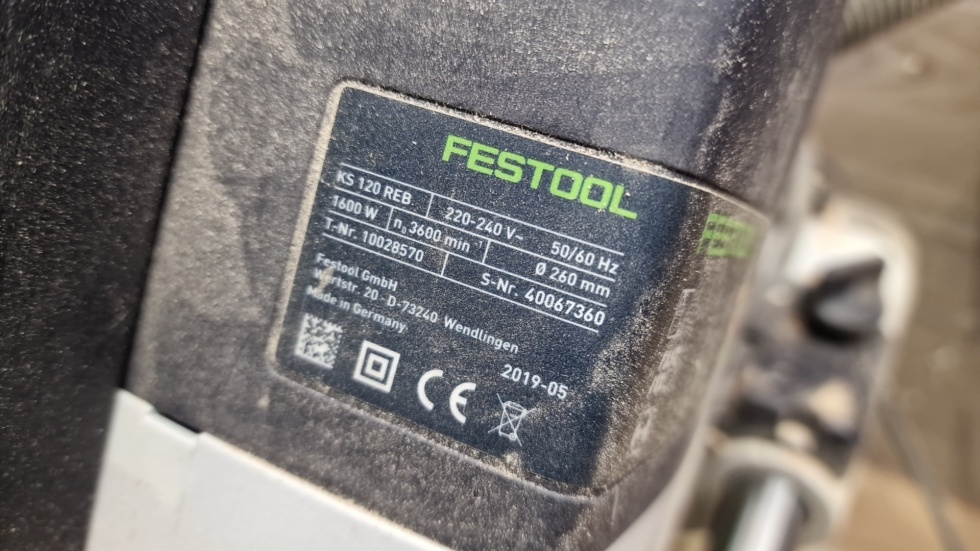 FESTOOL
KS 120 REB 220-240 V~ 50/60 Hz
1600 W n₀ 3600 min⁻¹ Ø 260 mm
T.-Nr. 10028570 S-Nr. 40067360
Festool GmbH
Wertstr. 20 · D-73240 Wendlingen
Made in Germany
2019-05
CE